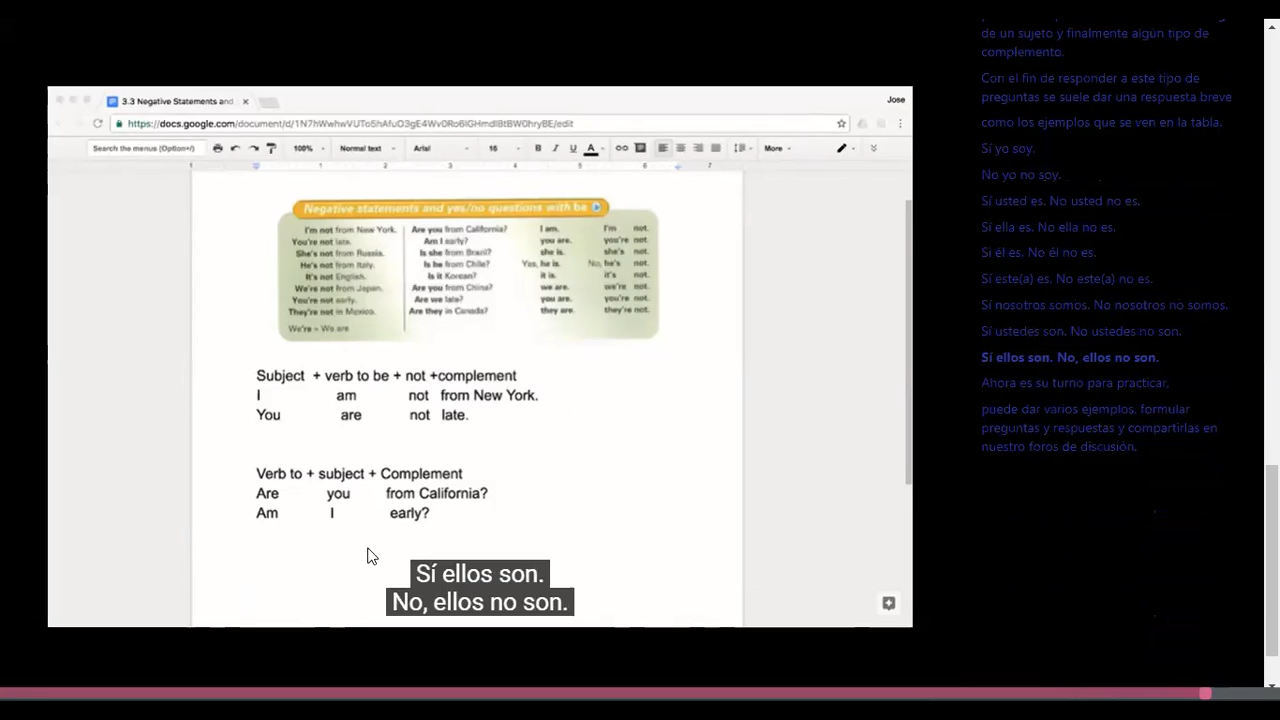 3.3 Negative Statements and
Jose
Search the menus (Option+/)
100%
Normal text
Arial
16
B I U A
More
1 1 2 3 4 5 6 7
Negative statements and yes/no questions with be
I'm not from New York. Are you from California? I am. I'm not.
You're not late. Am I early? you are. you're not.
She's not from Russia. Is she from Brazil? she is. she's not.
He's not from Italy. Is he from Chile? Yes, he is. No, he's not.
It's not English. Is it Korean? it is. it's not.
We're not from Japan. Are you from China? we are. we're not.
You're not early. Are we late? you are. you're not.
They're not in Mexico. Are they in Canada? they are. they're not.
We're = We are
Subject + verb to be + not +complement
I am not from New York.
You are not late.
Verb to + subject + Complement
Are you from California?
Am I early?
Sí ellos son.
No, ellos no son.
de un sujeto y finalmente algún tipo de
complemento.
Con el fin de responder a este tipo de
preguntas se suele dar una respuesta breve
como los ejemplos que se ven en la tabla.
Sí yo soy.
No yo no soy.
Sí usted es. No usted no es.
Sí ella es. No ella no es.
Si él es. No él no es.
Sí este(a) es. No este(a) no es.
Sí nosotros somos. No nosotros no somos.
Sí ustedes son. No ustedes no son.
Sí ellos son. No, ellos no son.
Ahora es su turno para practicar,
puede dar varios ejemplos. formular
preguntas y respuestas y compartirlas en
nuestro foros de discusión.